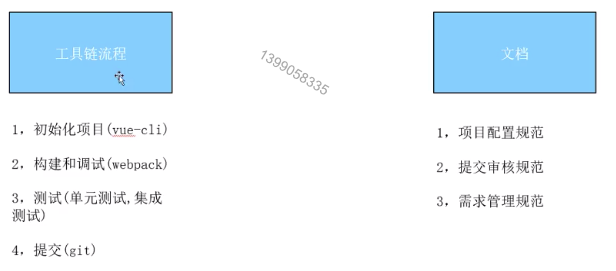 工具链流程
1，初始化项目(vue-cli)
2，构建和调试(webpack)
3，测试(单元测试,集成
测试)
4，提交(git)
1399058335
文档
1，项目配置规范
2，提交审核规范
3，需求管理规范